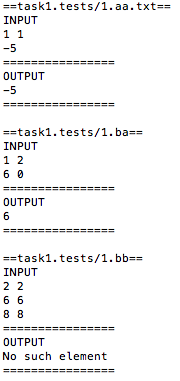 ==task1.tests/1.aa.txt==
INPUT
1 1
-5
================
OUTPUT
-5
================
==task1.tests/1.ba==
INPUT
1 2
6 0
================
OUTPUT
6
================
==task1.tests/1.bb==
INPUT
2 2
6 6
8 8
================
OUTPUT
No such element
================